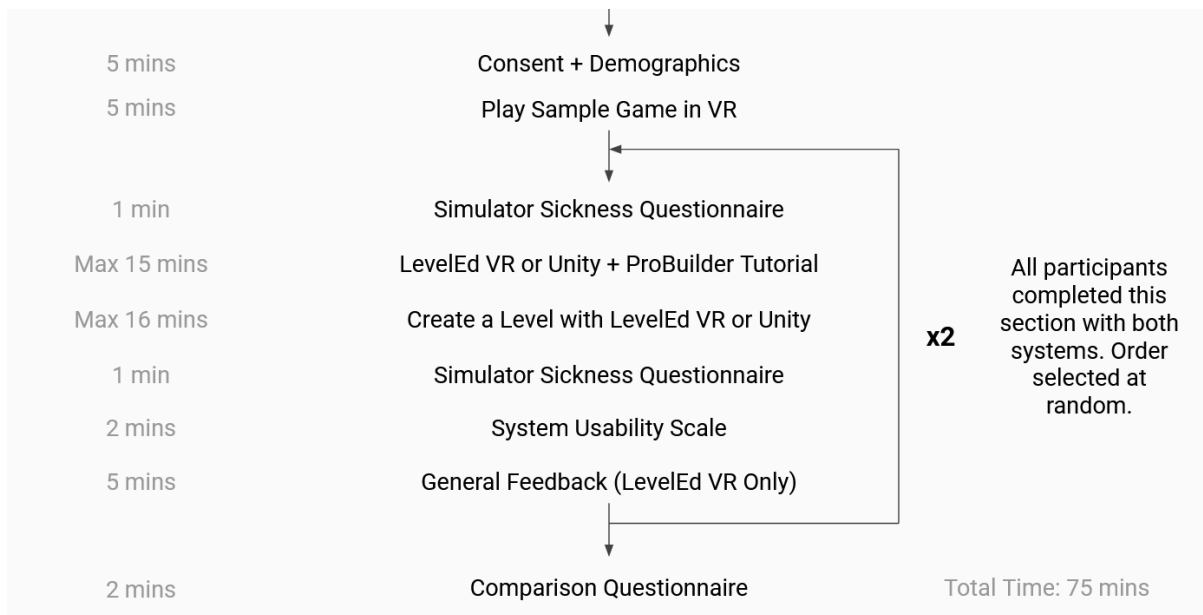 5 mins Consent + Demographics
5 mins Play Sample Game in VR
1 min Simulator Sickness Questionnaire
Max 15 mins LevelEd VR or Unity + ProBuilder Tutorial
Max 16 mins Create a Level with LevelEd VR or Unity
1 min Simulator Sickness Questionnaire
2 mins System Usability Scale
5 mins General Feedback (LevelEd VR Only)
x2
All participants
completed this
section with both
systems. Order
selected at
random.
2 mins Comparison Questionnaire Total Time: 75 mins